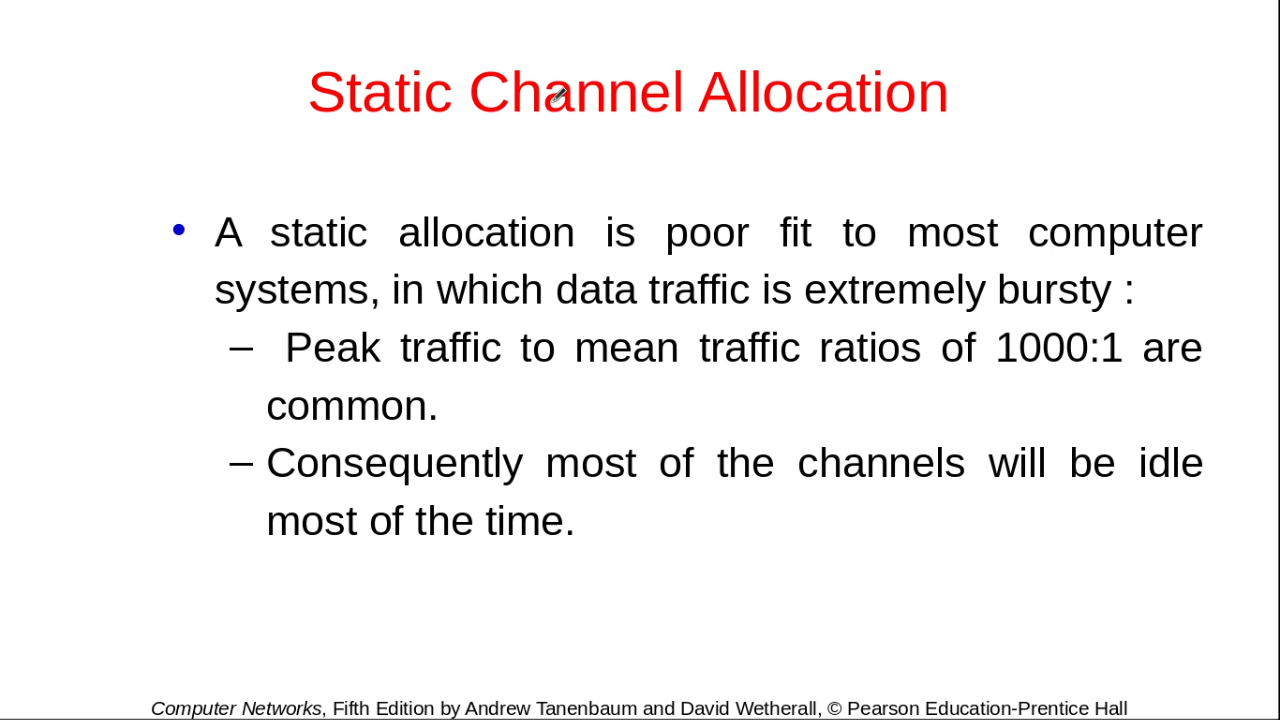 Static Channel Allocation
• A static allocation is poor fit to most computer
systems, in which data traffic is extremely bursty :
– Peak traffic to mean traffic ratios of 1000:1 are
common.
– Consequently most of the channels will be idle
most of the time.
Computer Networks, Fifth Edition by Andrew Tanenbaum and David Wetherall, © Pearson Education-Prentice Hall